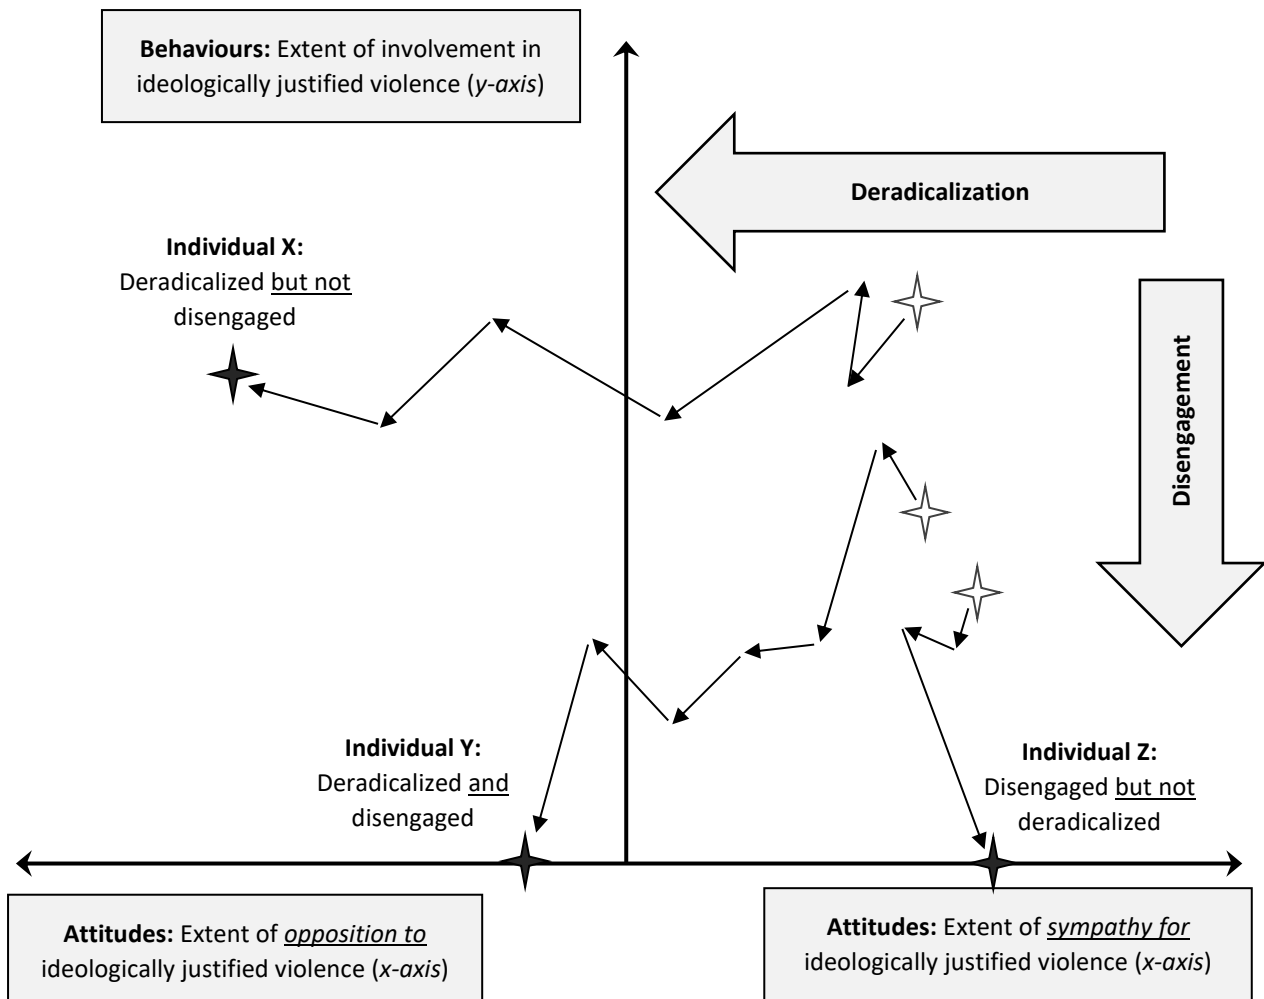 Behaviours: Extent of involvement in
ideologically justified violence (y-axis)
Deradicalization
Individual X:
Deradicalized but not
disengaged
Disengagement
Individual Y:
Deradicalized and
disengaged
Individual Z:
Disengaged but not
deradicalized
Attitudes: Extent of opposition to
ideologically justified violence (x-axis)
Attitudes: Extent of sympathy for
ideologically justified violence (x-axis)